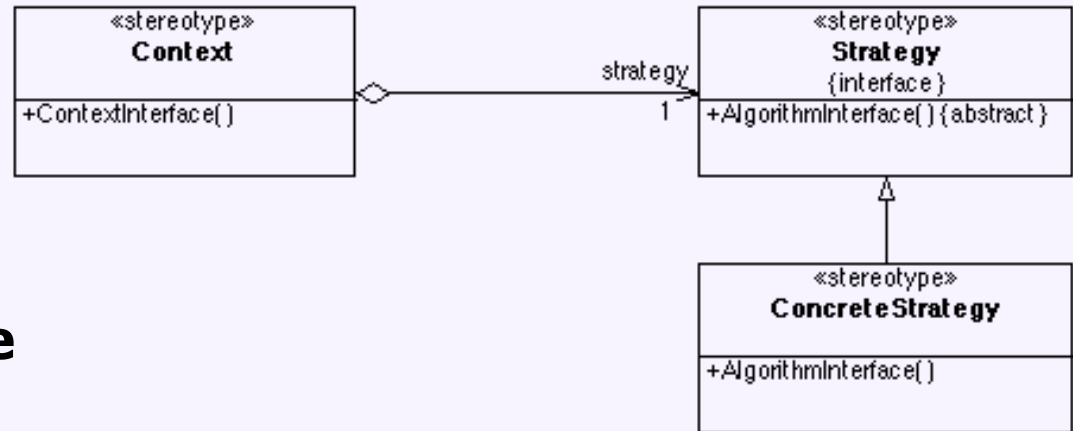 «stereotype»
Context
+ContextInterface()
strategy
1
«stereotype»
Strategy
{interface}
+AlgorithmInterface(){abstract}
«stereotype»
ConcreteStrategy
+AlgorithmInterface()
e